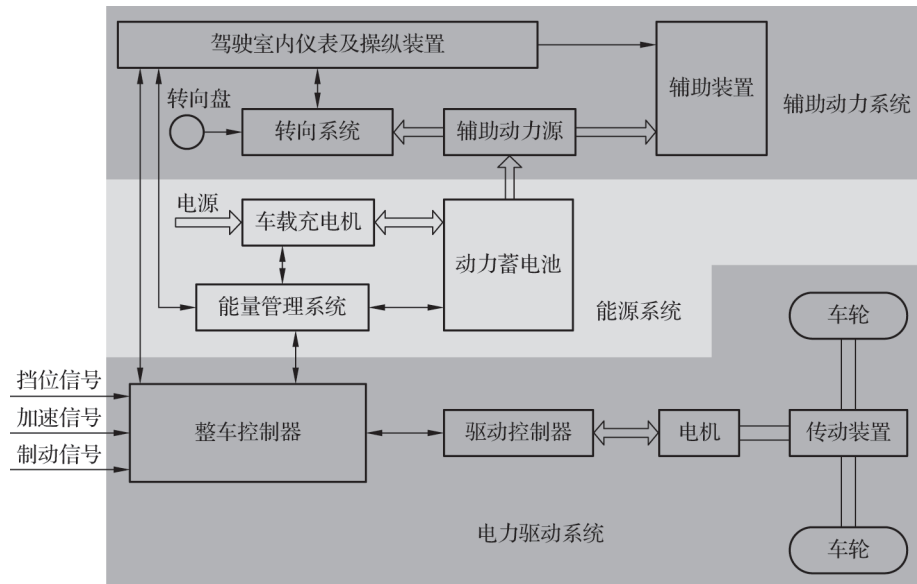 驾驶室内仪表及操纵装置
转向盘
转向系统
辅助动力源
辅助装置
辅助动力系统
电源
车载充电机
动力蓄电池
能量管理系统
能源系统
车轮
挡位信号
加速信号
制动信号
整车控制器
驱动控制器
电机
传动装置
电力驱动系统
车轮